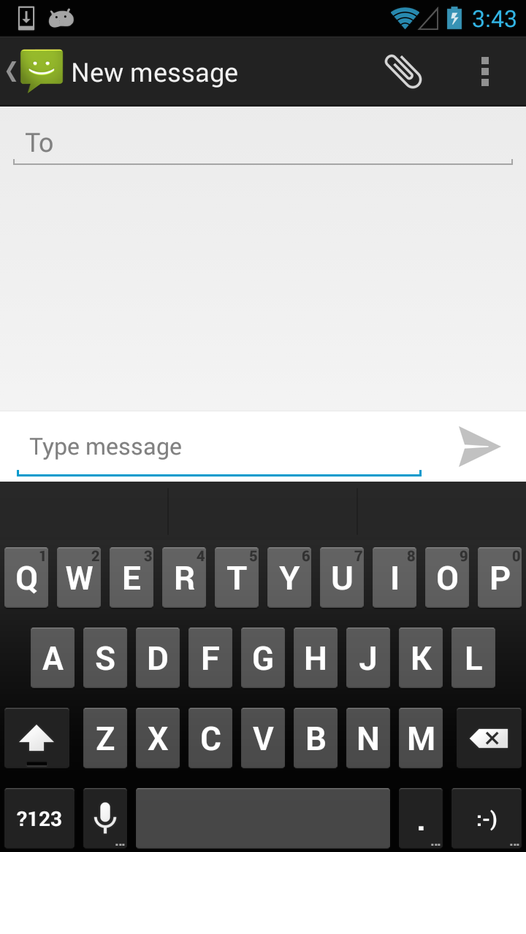 3:43
New message
To
Type message
1 2 3 4 5 6 7 8 9 0
Q W E R T Y U I O P
A S D F G H J K L
Z X C V B N M
?123 . :-)